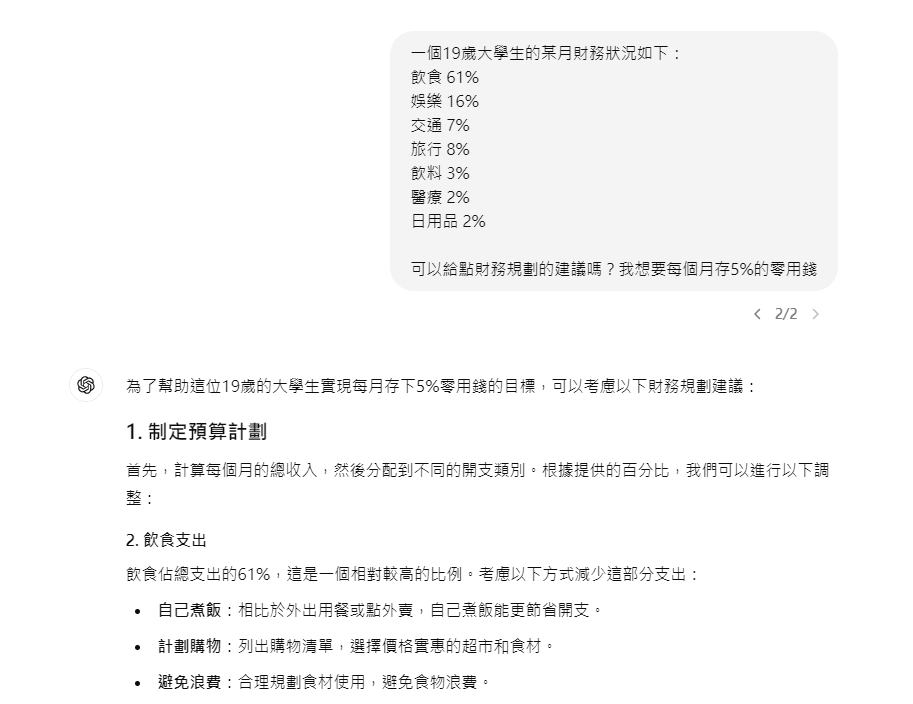 一個19歲大學生的某月財務狀況如下：
飲食 61%
娛樂 16%
交通 7%
旅行 8%
飲料 3%
醫療 2%
日用品 2%
可以給點財務規劃的建議嗎？我想要每個月存5%的零用錢
2/2
為了幫助這位19歲的大學生實現每月存下5%零用錢的目標，可以考慮以下財務規劃建議：
1. 制定預算計劃
首先，計算每個月的總收入，然後分配到不同的開支類別。根據提供的百分比，我們可以進行以下調
整：
2. 飲食支出
飲食佔總支出的61%，這是一個相對較高的比例。考慮以下方式減少這部分支出：
• 自己煮飯：相比於外出用餐或點外賣，自己煮飯能更節省開支。
• 計劃購物：列出購物清單，選擇價格實惠的超市和食材。
• 避免浪費：合理規劃食材使用，避免食物浪費。